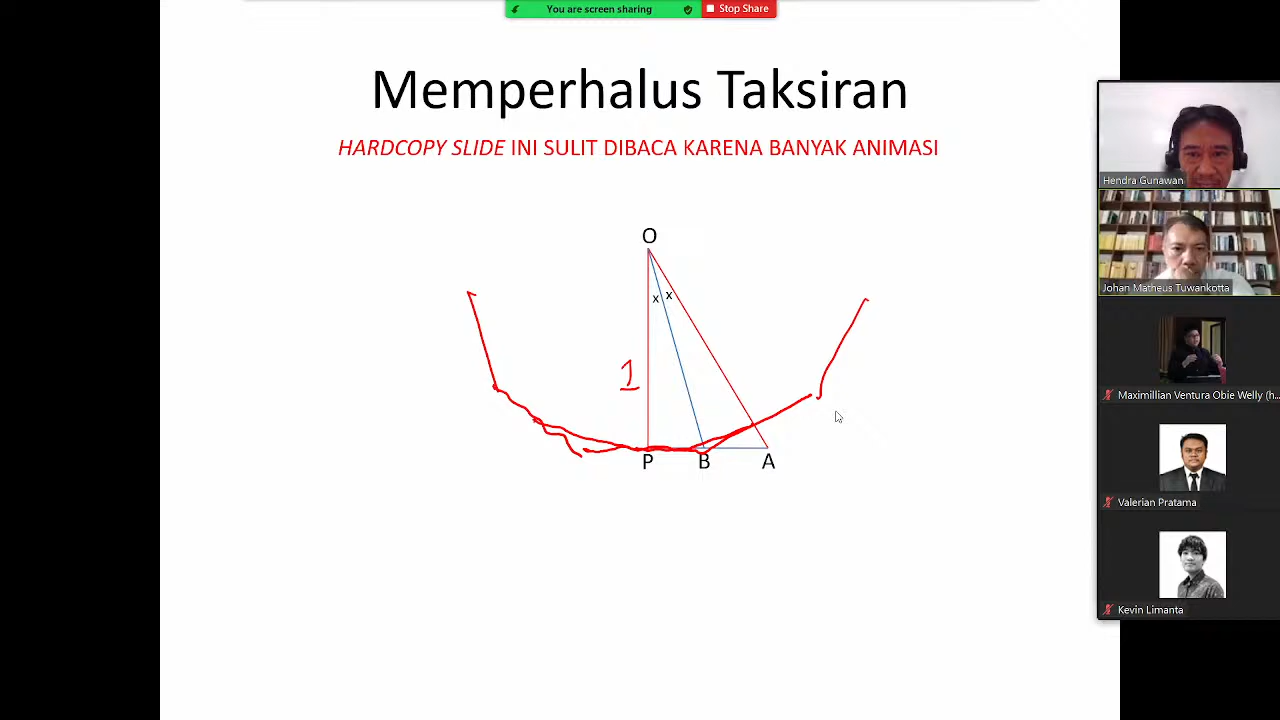 You are screen sharing
Stop Share
Memperhalus Taksiran
HARDCOPY SLIDE INI SULIT DIBACA KARENA BANYAK ANIMASI
O
x x
1
P B A
Hendra Gunawan
Johan Matheus Tuwankotta
Maximillian Ventura Obie Welly (h...
Valerian Pratama
Kevin Limanta